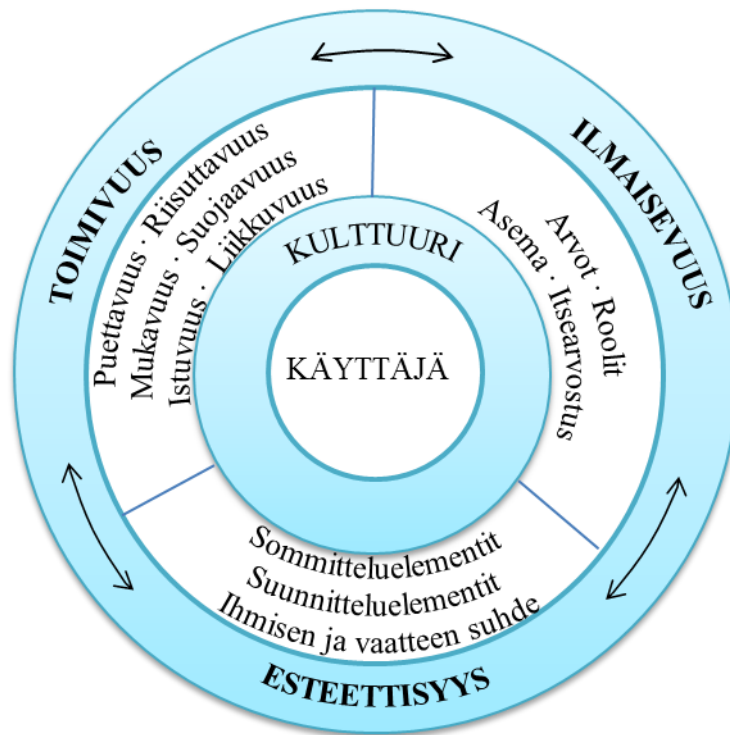 TOIMIVUUS
Puettavuus · Riisuttavuus
Mukavuus · Suojaavuus
Istuvuus · Liikkuvuus
ILMAISEVUUS
Arvot · Roolit
Asema · Itsearvostus
KULTTUURI
KÄYTTÄJÄ
Sommitteluelementit
Suunnitteluelementit
Ihmisen ja vaatteen suhde
ESTEETTISYYS